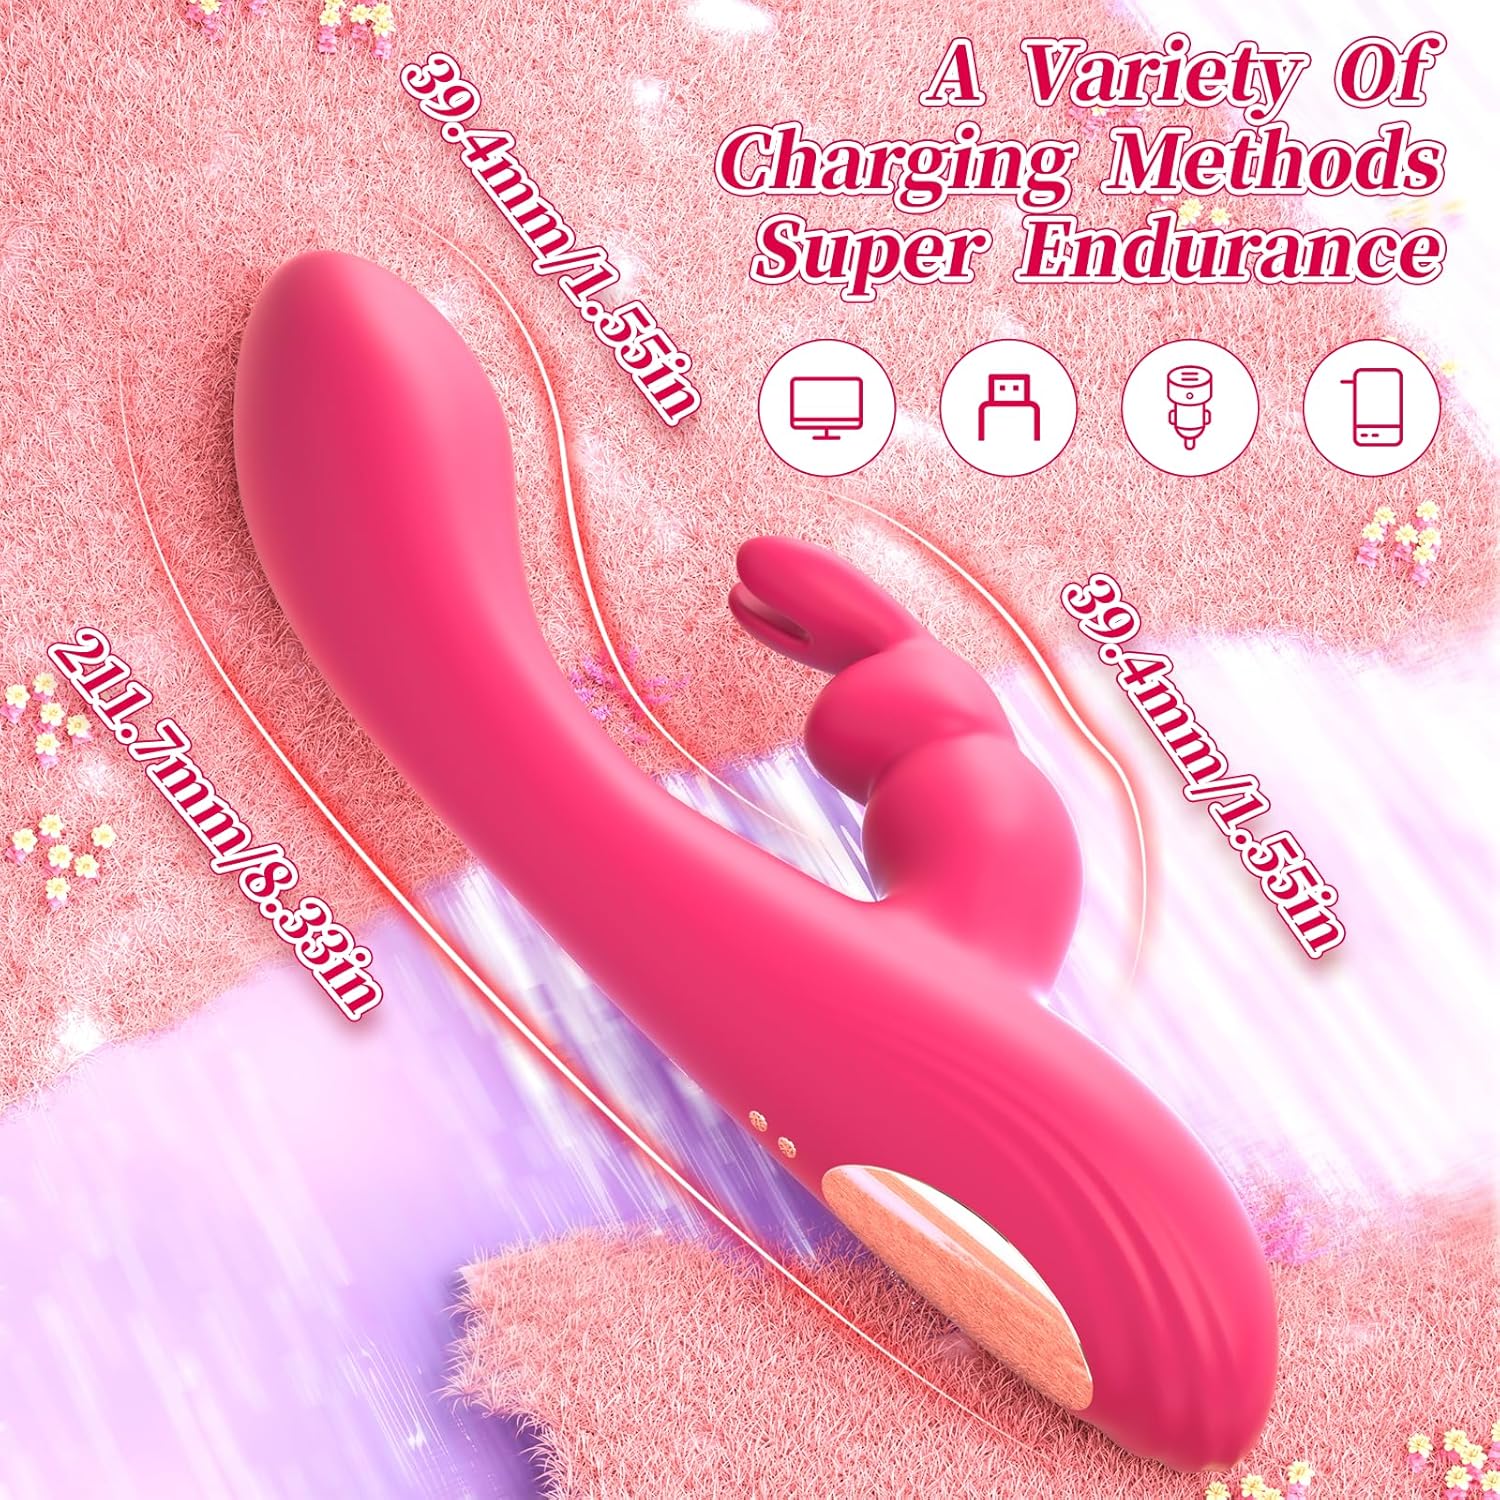 A Variety Of
Charging Methods
Super Endurance
39.4mm/1.55in
39.4mm/1.55in
211.7mm/8.33in